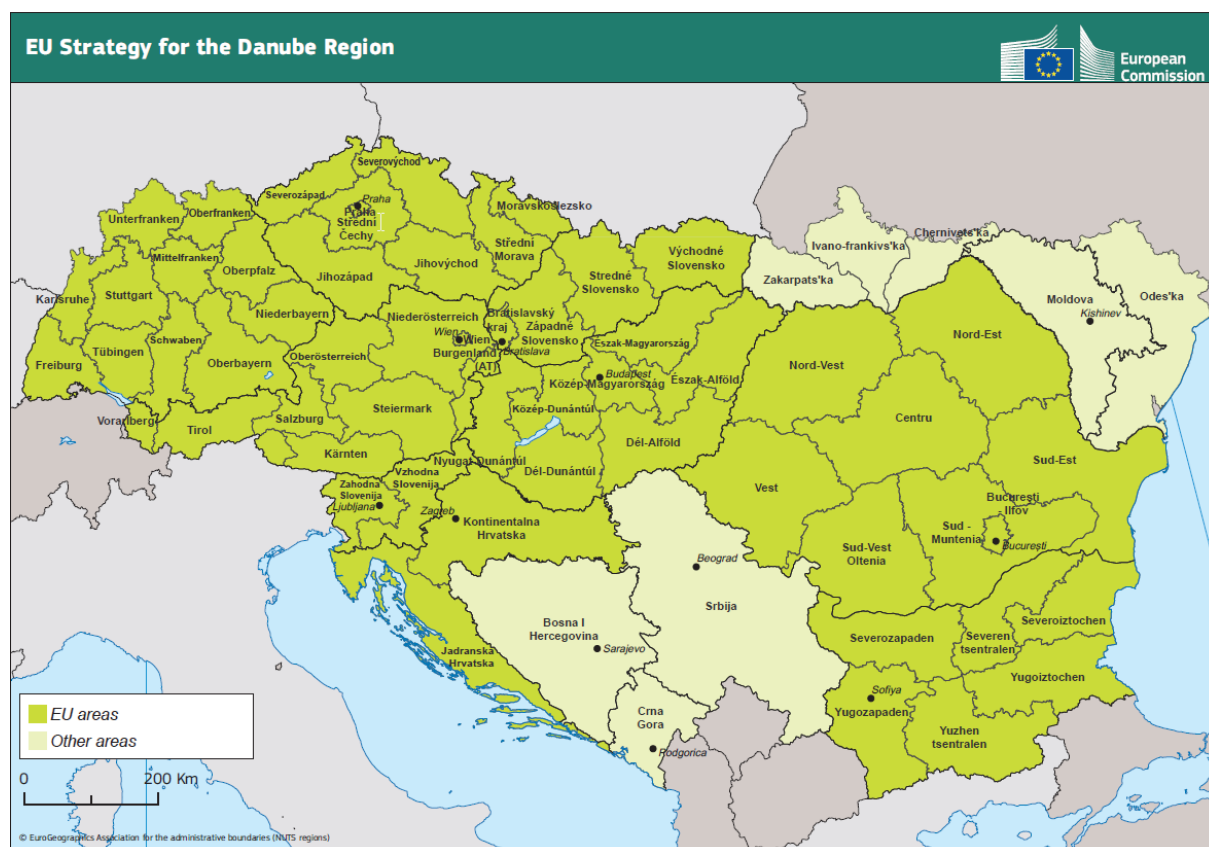 EU Strategy for the Danube Region
European
Commission
Severovýchod
Severozápad
Praha
Praha
Střední
Čechy
Moravskoslezsko
Unterfranken
Oberfranken
Střední
Morava
Východné
Slovensko
Ivano-frankivs'ka
Chernivets'ka
Mittelfranken
Oberpfalz
Jihozápad
Jihovýchod
Stredné
Slovensko
Zakarpats'ka
Karlsruhe
Stuttgart
Moldova
Kishinev
Odes'ka
Niederbayern
Niederösterreich
Bratislavský
kraj
Západné
Slovensko
Wien
Wien
Bratislava
Nord-Est
Tübingen
Schwaben
Oberbayern
Oberösterreich
Burgenland
(AT)
Észak-Magyarország
Freiburg
Budapest
Közép-Magyarország
Észak-Alföld
Nord-Vest
Vorarlberg
Tirol
Salzburg
Steiermark
Közép-Dunántúl
Centru
Kärnten
Nyugat-Dunántúl
Dél-Dunántúl
Dél-Alföld
Sud-Est
Zahodna
Slovenija
Ljubljana
Vzhodna
Slovenija
Zagreb
Kontinentalna
Hrvatska
Vest
Bucureşti
- Ilfov
Sud -
Muntenia
Bucureşti
Sud-Vest
Oltenia
Beograd
Srbija
Bosna I
Hercegovina
Sarajevo
Jadranska
Hrvatska
Severozapaden
Severen
tsentralen
Severoiztochen
Yugoiztochen
Sofiya
Yugozapaden
Yuzhen
tsentralen
Crna
Gora
Podgorica
EU areas
Other areas
0 200 Km
© EuroGeographics Association for the administrative boundaries (NUTS regions)